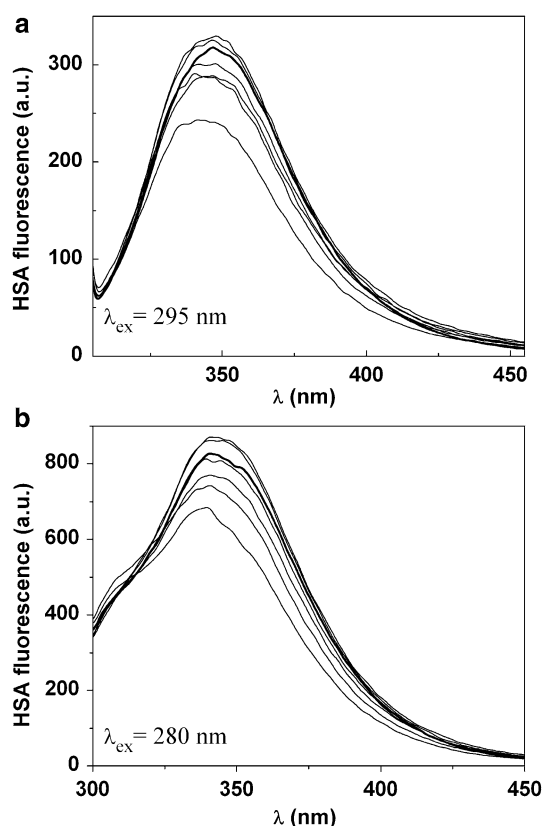 a
HSA fluorescence (a.u.)
300
200
100
0
λex= 295 nm
350
400
450
λ (nm)
b
HSA fluorescence (a.u.)
800
600
400
200
0
λex= 280 nm
300
350
400
450
λ (nm)